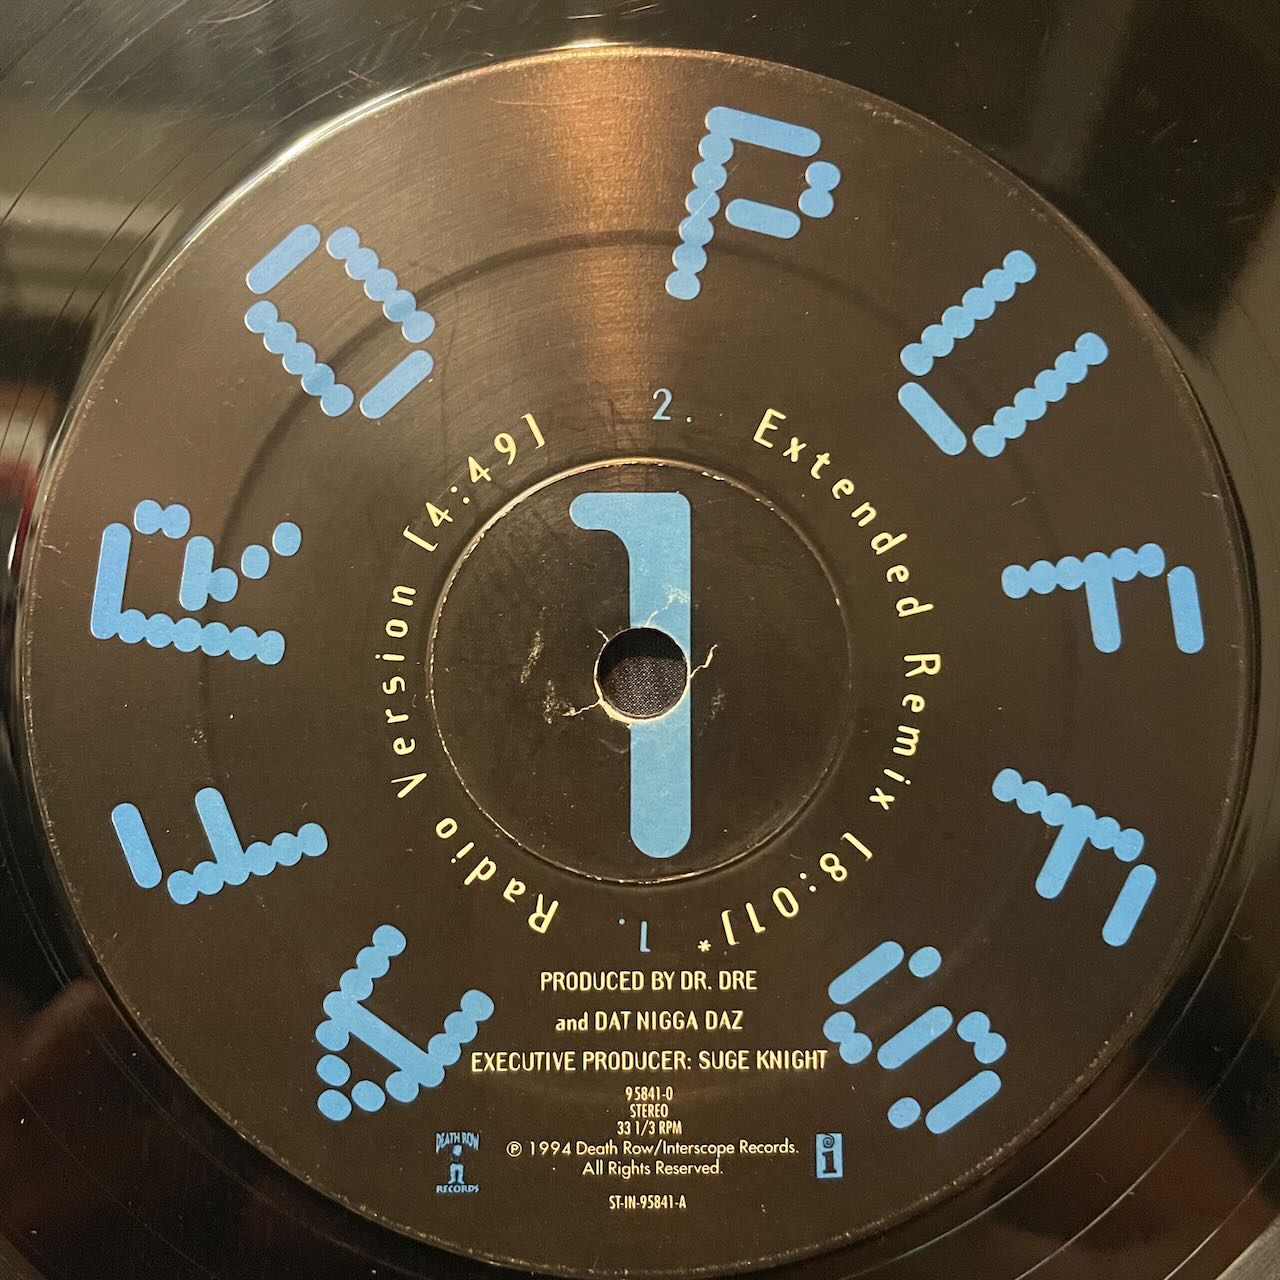 AFRO PUFFS
1
1. Radio Version [4:49]
2. Extended Remix [8:01]*
PRODUCED BY DR. DRE
and DAT NIGGA DAZ
EXECUTIVE PRODUCER: SUGE KNIGHT
95841-0
STEREO
33 1/3 RPM
℗ 1994 Death Row/Interscope Records.
All Rights Reserved.
DEATH ROW
RECORDS
i
ST-IN-95841-A